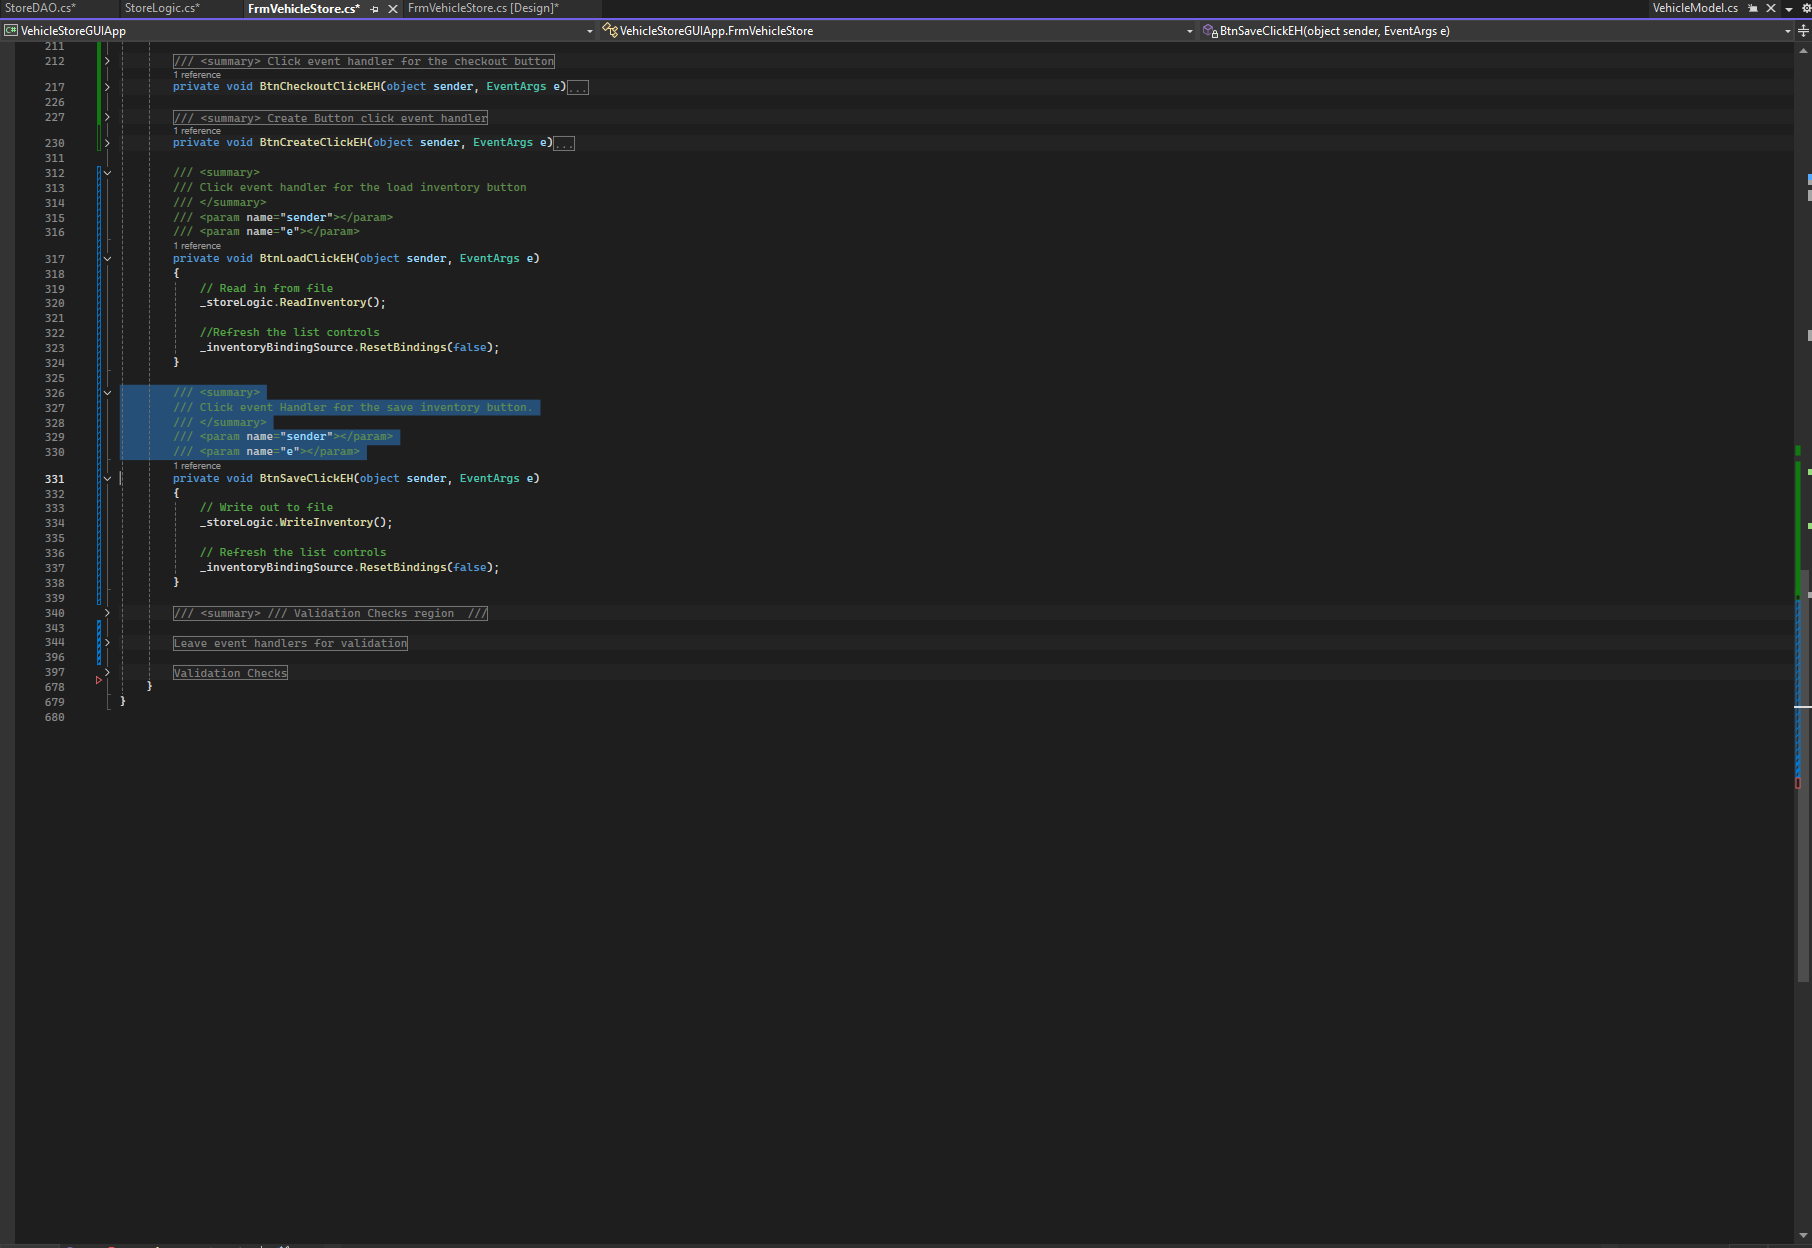 StoreDAO.cs* StoreLogic.cs* FrmVehicleStore.cs* FrmVehicleStore.cs [Design]* VehicleModel.cs
VehicleStoreGUIApp VehicleStoreGUIApp.FrmVehicleStore BtnSaveClickEH(object sender, EventArgs e)
211
212 /// <summary> Click event handler for the checkout button
1 reference
217 private void BtnCheckoutClickEH(object sender, EventArgs e)...
226
227 /// <summary> Create Button click event handler
1 reference
230 private void BtnCreateClickEH(object sender, EventArgs e)...
311
312 /// <summary>
313 /// Click event handler for the load inventory button
314 /// </summary>
315 /// <param name="sender"></param>
316 /// <param name="e"></param>
1 reference
317 private void BtnLoadClickEH(object sender, EventArgs e)
318 {
319 // Read in from file
320 _storeLogic.ReadInventory();
321
322 //Refresh the list controls
323 _inventoryBindingSource.ResetBindings(false);
324 }
325
326 /// <summary>
327 /// Click event Handler for the save inventory button.
328 /// </summary>
329 /// <param name="sender"></param>
330 /// <param name="e"></param>
1 reference
331 private void BtnSaveClickEH(object sender, EventArgs e)
332 {
333 // Write out to file
334 _storeLogic.WriteInventory();
335
336 // Refresh the list controls
337 _inventoryBindingSource.ResetBindings(false);
338 }
339
340 /// <summary> /// Validation Checks region ///
343
344 Leave event handlers for validation
396
397 Validation Checks
678 }
679 }
680